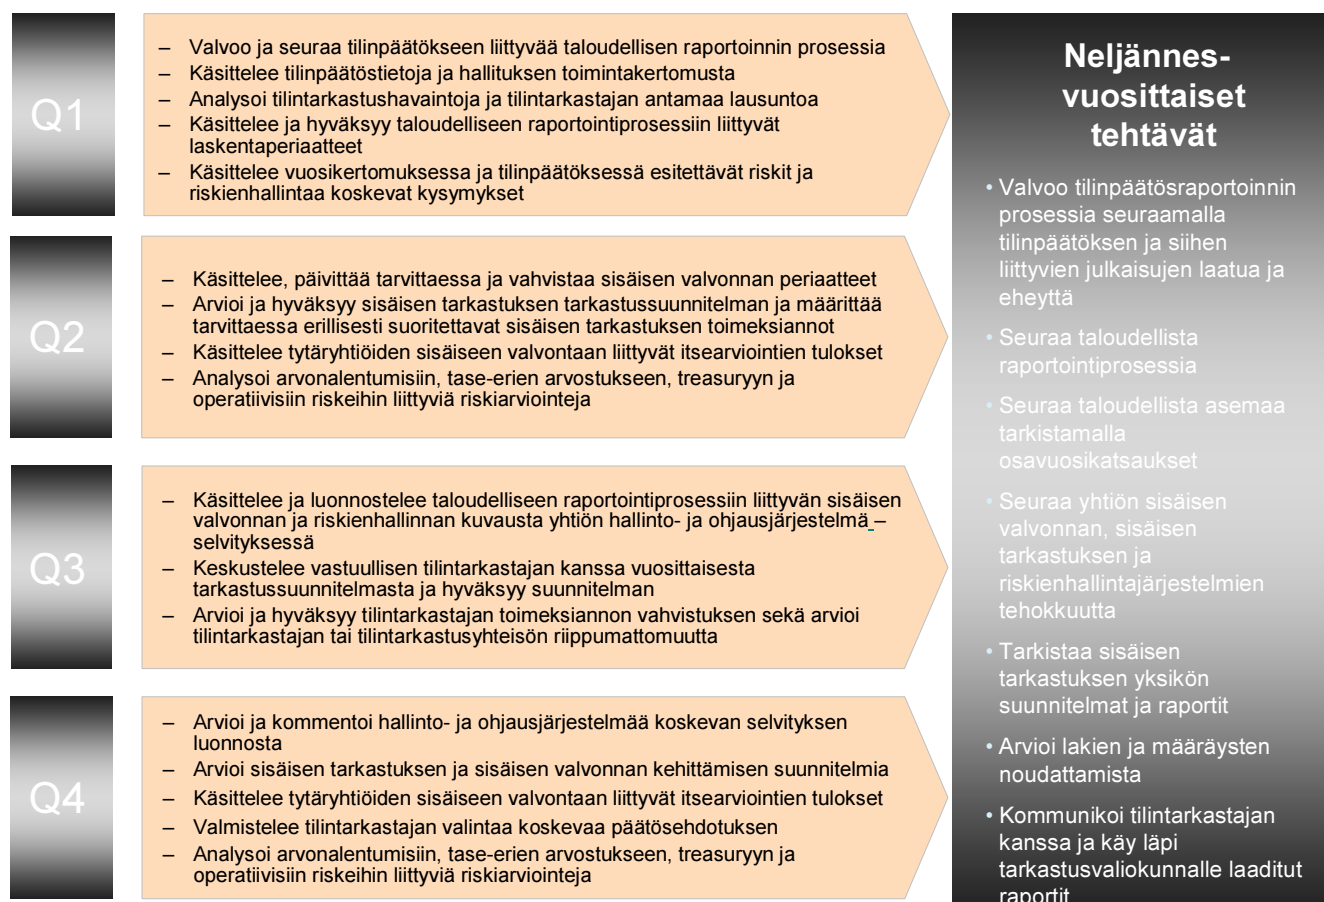 Q1
– Valvoo ja seuraa tilinpäätökseen liittyvää taloudellisen raportoinnin prosessia
– Käsittelee tilinpäätöstietoja ja hallituksen toimintakertomusta
– Analysoi tilintarkastushavaintoja ja tilintarkastajan antamaa lausuntoa
– Käsittelee ja hyväksyy taloudelliseen raportointiprosessiin liittyvät
laskentaperiaatteet
– Käsittelee vuosikertomuksessa ja tilinpäätöksessä esitettävät riskit ja
riskienhallintaa koskevat kysymykset
Q2
– Käsittelee, päivittää tarvittaessa ja vahvistaa sisäisen valvonnan periaatteet
– Arvioi ja hyväksyy sisäisen tarkastuksen tarkastussuunnitelman ja määrittää
tarvittaessa erillisesti suoritettavat sisäisen tarkastuksen toimeksiannot
– Käsittelee tytäryhtiöiden sisäiseen valvontaan liittyvät itsearviointien tulokset
– Analysoi arvonalentumisiin, tase-erien arvostukseen, treasuryyn ja
operatiivisiin riskeihin liittyviä riskiarviointeja
Q3
– Käsittelee ja luonnostelee taloudelliseen raportointiprosessiin liittyvän sisäisen
valvonnan ja riskienhallinnan kuvausta yhtiön hallinto- ja ohjausjärjestelmä –
selvityksessä
– Keskustelee vastuullisen tilintarkastajan kanssa vuosittaisesta
tarkastussuunnitelmasta ja hyväksyy suunnitelman
– Arvioi ja hyväksyy tilintarkastajan toimeksiannon vahvistuksen sekä arvioi
tilintarkastajan tai tilintarkastusyhteisön riippumattomuutta
Q4
– Arvioi ja kommentoi hallinto- ja ohjausjärjestelmää koskevan selvityksen
luonnosta
– Arvioi sisäisen tarkastuksen ja sisäisen valvonnan kehittämisen suunnitelmia
– Käsittelee tytäryhtiöiden sisäiseen valvontaan liittyvät itsearviointien tulokset
– Valmistelee tilintarkastajan valintaa koskevaa päätösehdotuksen
– Analysoi arvonalentumisiin, tase-erien arvostukseen, treasuryyn ja
operatiivisiin riskeihin liittyviä riskiarviointeja
Neljännes-
vuosittaiset
tehtävät
• Valvoo tilinpäätösraportoinnin
prosessia seuraamalla
tilinpäätöksen ja siihen
liittyvien julkaisujen laatua ja
eheyttä
• Seuraa taloudellista
raportointiprosessia
• Seuraa taloudellista asemaa
tarkistamalla
osavuosikatsaukset
• Seuraa yhtiön sisäisen
valvonnan, sisäisen
tarkastuksen ja
riskienhallintajärjestelmien
tehokkuutta
• Tarkistaa sisäisen
tarkastuksen yksikön
suunnitelmat ja raportit
• Arvioi lakien ja määräysten
noudattamista
• Kommunikoi tilintarkastajan
kanssa ja käy läpi
tarkastusvaliokunnalle laaditut
raportit